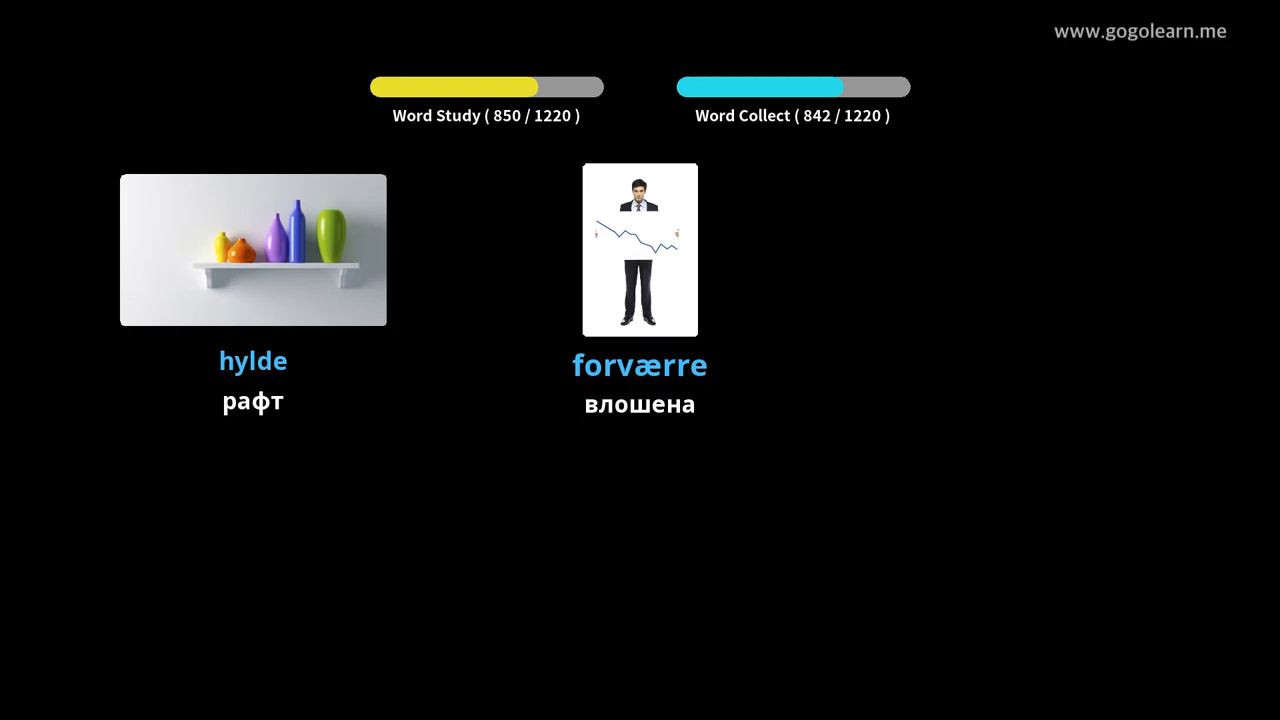 www.gogolearn.me
Word Study ( 850 / 1220 )
Word Collect ( 842 / 1220 )
hylde
рафт
forværre
влошена